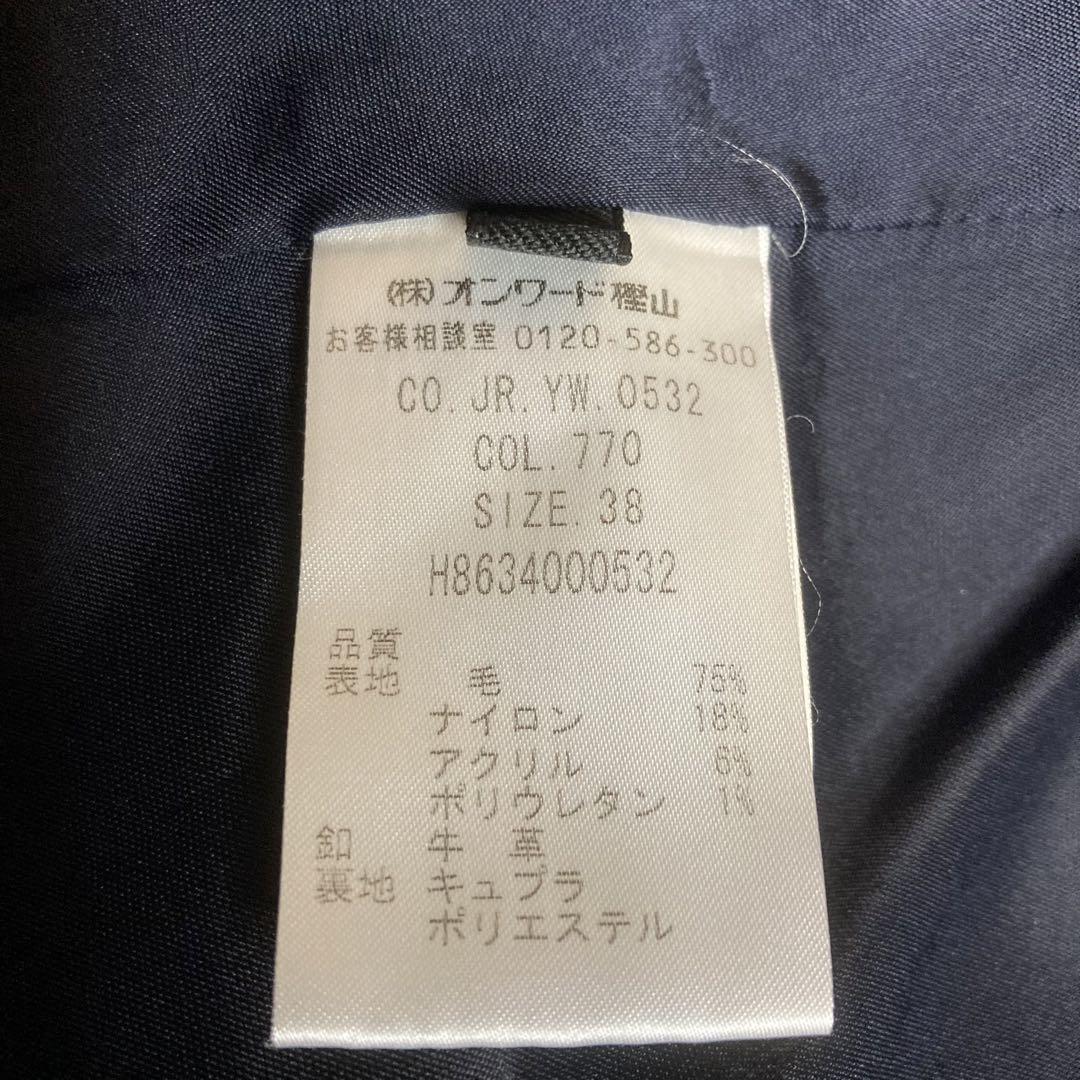 (株)オンワード樫山
お客様相談室 0120-586-300
CO. JR. YW. 0532
COL. 770
SIZE. 38
H8634000532
品質
表地 毛 75%
ナイロン 18%
アクリル 6%
ポリウレタン 1%
釦 牛 革
裏地 キュプラ
ポリエステル